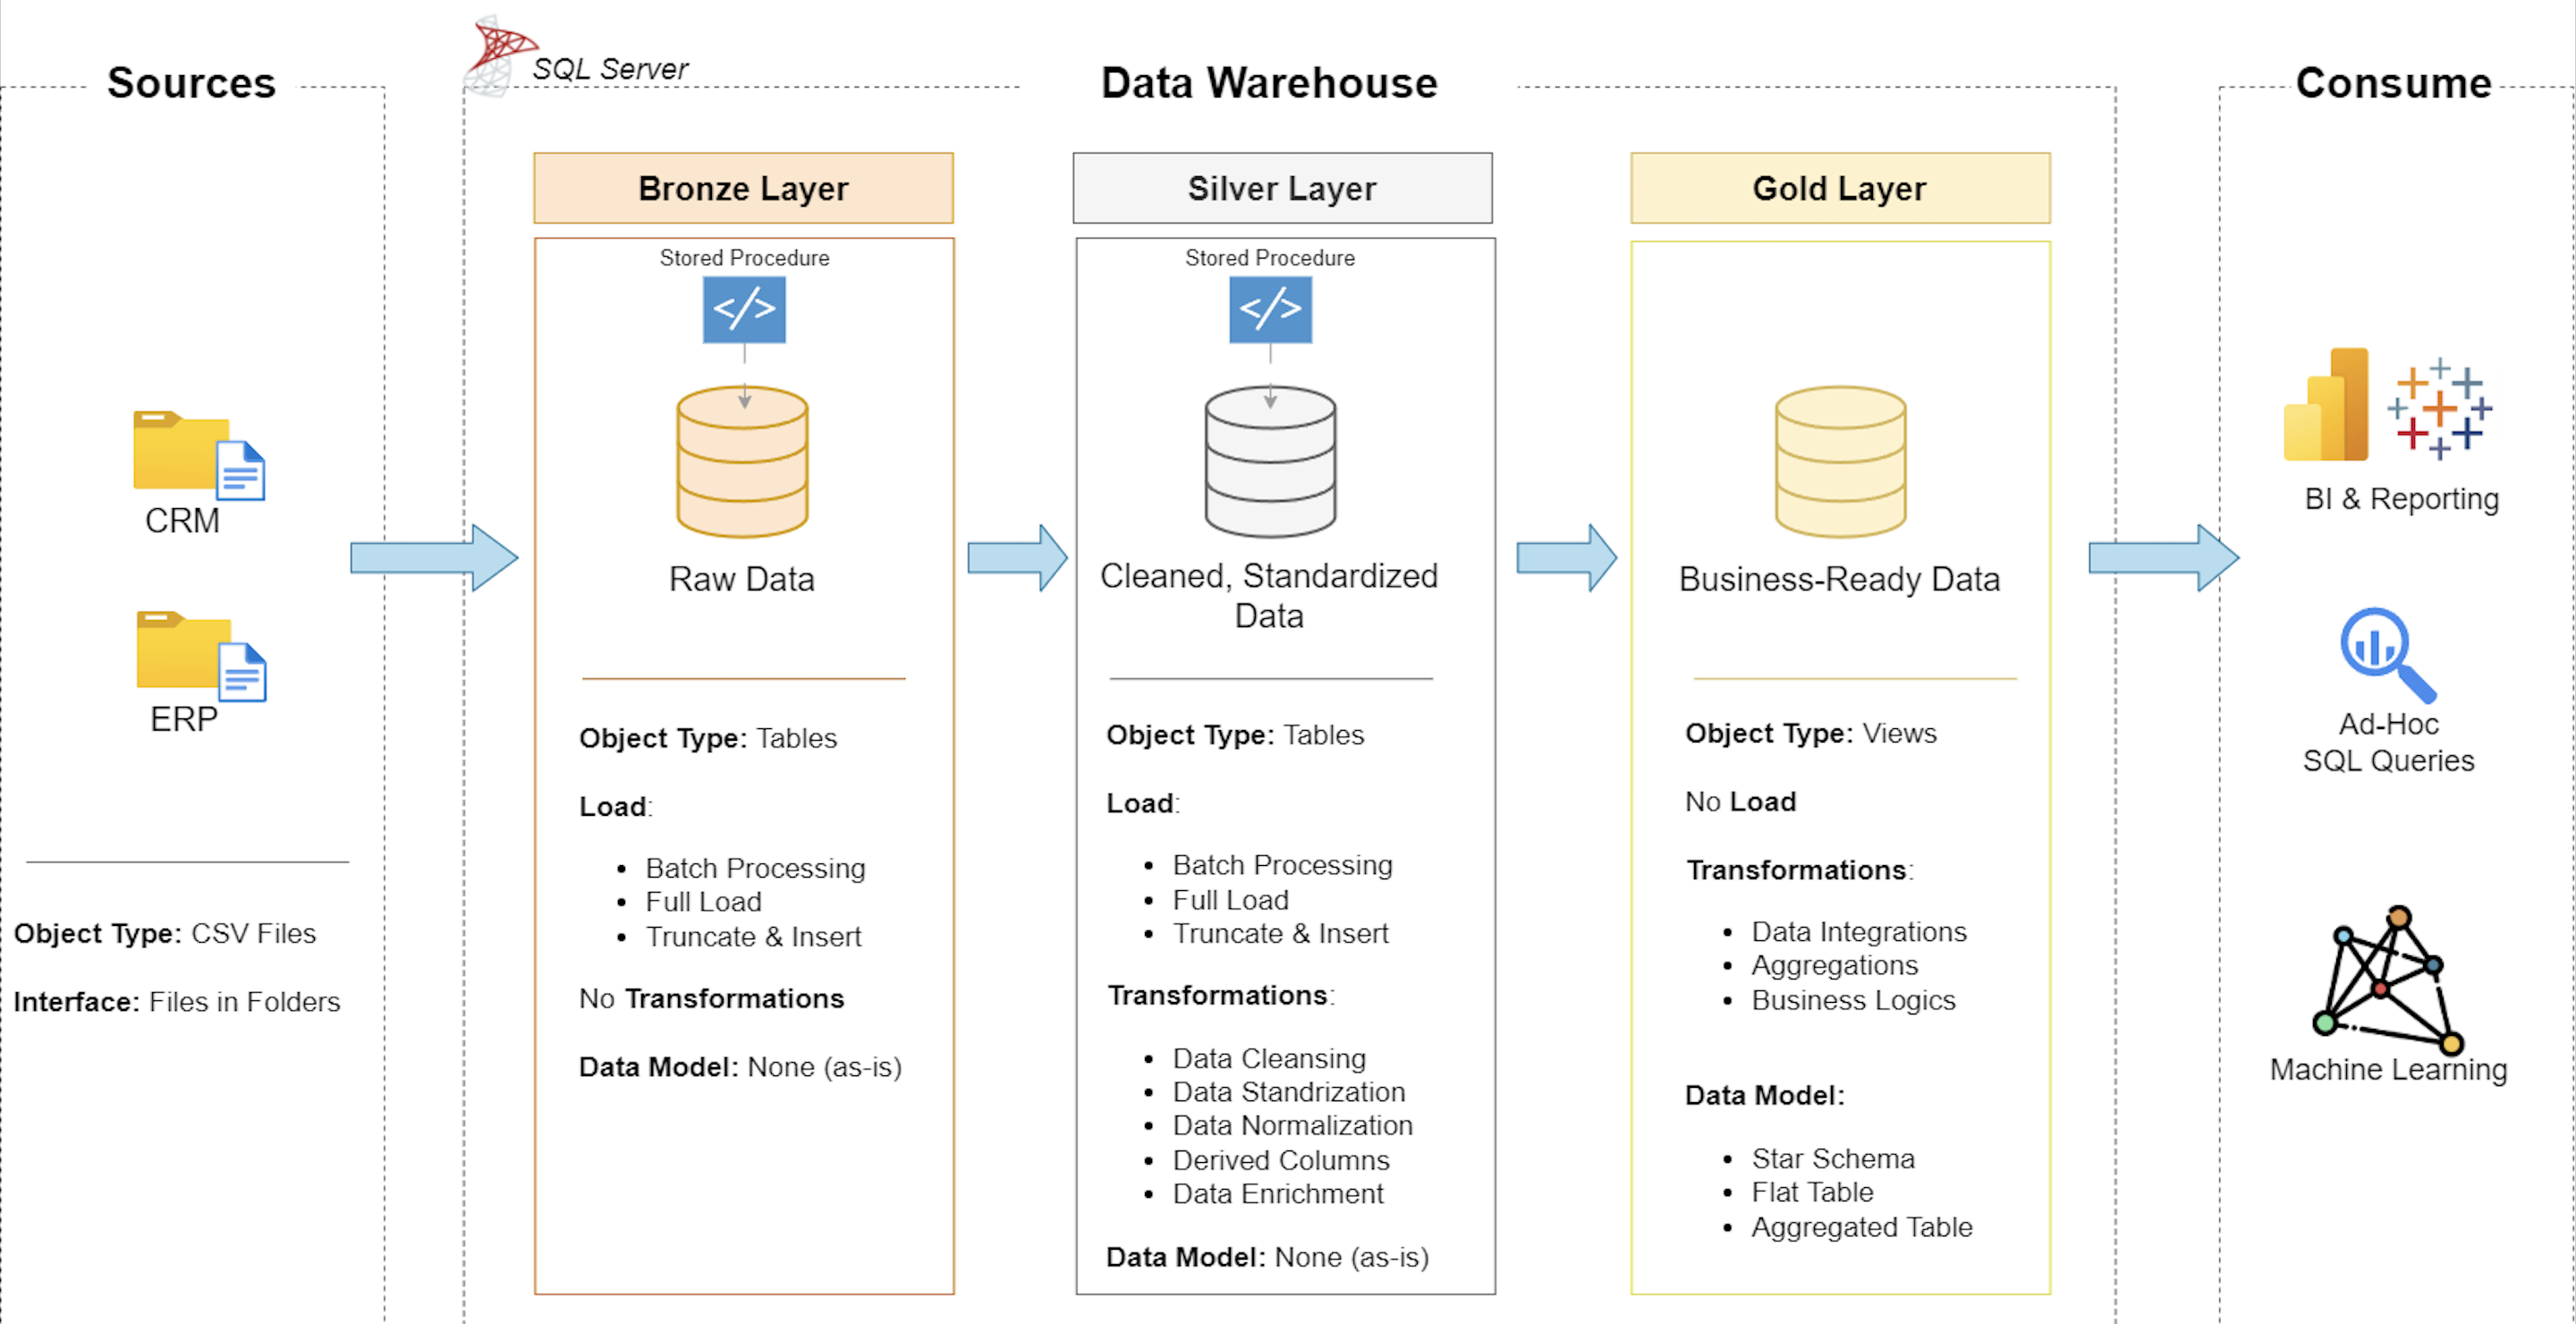 Sources
CRM
ERP
Object Type: CSV Files
Interface: Files in Folders
SQL Server
Data Warehouse
Bronze Layer
Stored Procedure
</>
Raw Data
Object Type: Tables
Load:
• Batch Processing
• Full Load
• Truncate & Insert
No Transformations
Data Model: None (as-is)
Silver Layer
Stored Procedure
</>
Cleaned, Standardized
Data
Object Type: Tables
Load:
• Batch Processing
• Full Load
• Truncate & Insert
Transformations:
• Data Cleansing
• Data Standrization
• Data Normalization
• Derived Columns
• Data Enrichment
Data Model: None (as-is)
Gold Layer
Business-Ready Data
Object Type: Views
No Load
Transformations:
• Data Integrations
• Aggregations
• Business Logics
Data Model:
• Star Schema
• Flat Table
• Aggregated Table
Consume
BI & Reporting
Ad-Hoc
SQL Queries
Machine Learning